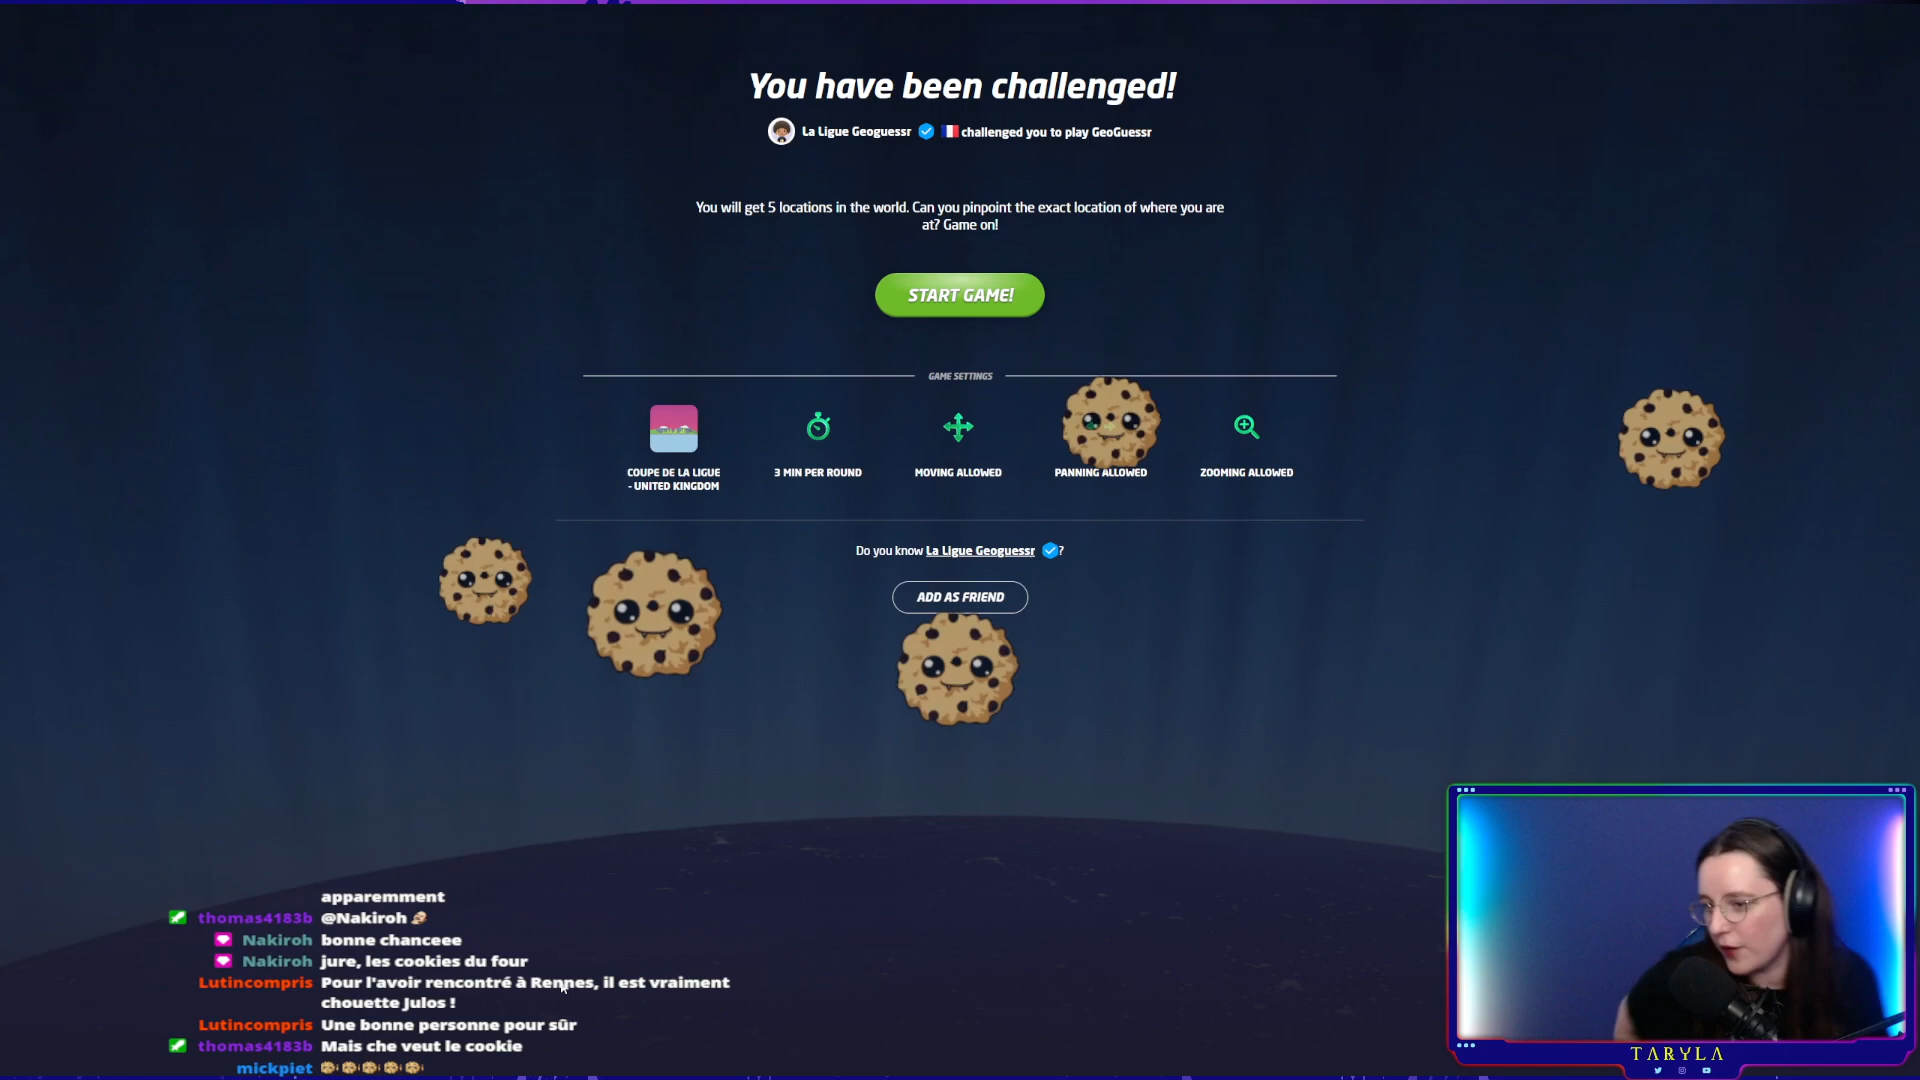 You have been challenged!
La Ligue Geoguessr challenged you to play GeoGuessr
You will get 5 locations in the world. Can you pinpoint the exact location of where you are
at? Game on!
START GAME!
GAME SETTINGS
COUPE DE LA LIGUE
- UNITED KINGDOM
3 MIN PER ROUND
MOVING ALLOWED
PANNING ALLOWED
ZOOMING ALLOWED
Do you know La Ligue Geoguessr ?
ADD AS FRIEND
apparemment
thomas4183b @Nakiroh
Nakiroh bonne chanceee
Nakiroh jure, les cookies du four
Lutincompris Pour l'avoir rencontré à Rennes, il est vraiment
chouette Julos !
Lutincompris Une bonne personne pour sûr
thomas4183b Mais che veut le cookie
mickpiet
TARYLA